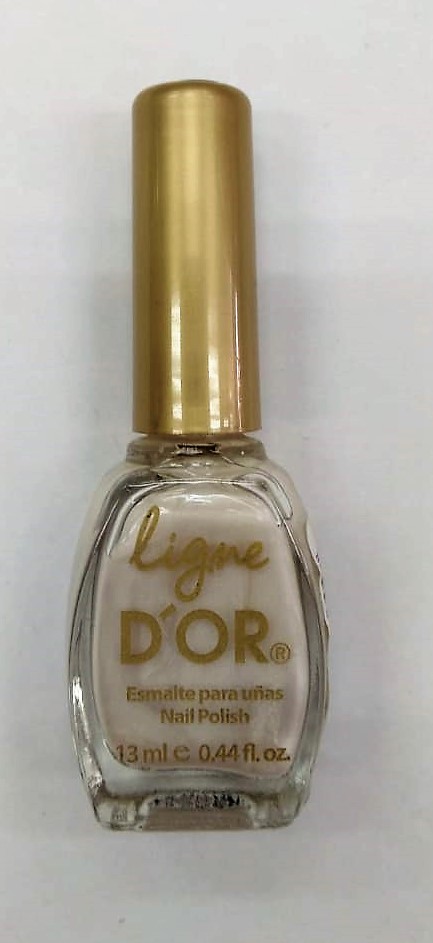 ligne
D'OR®
Esmalte para uñas
Nail Polish
13 ml ℮ 0.44 fl. oz.